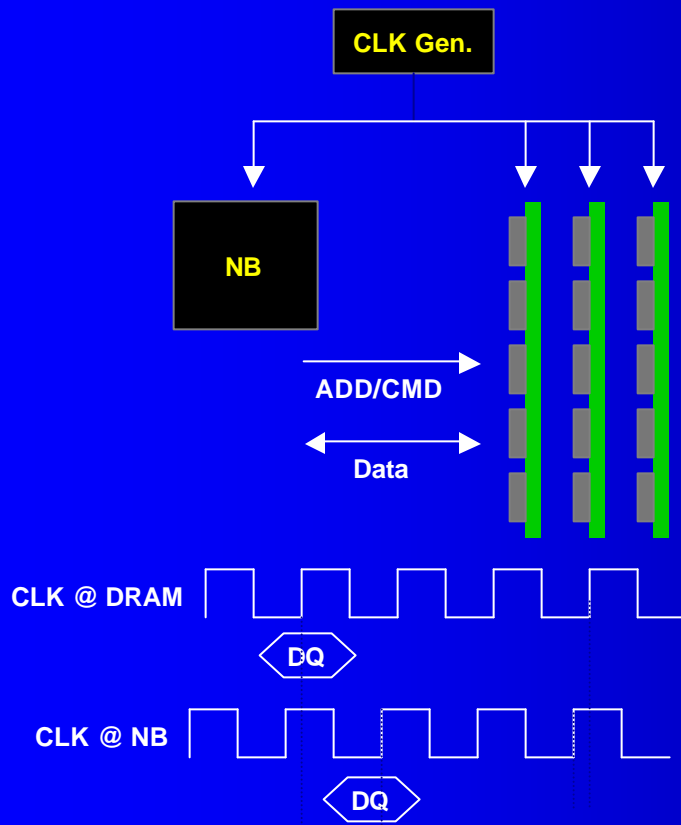 CLK Gen.
NB
ADD/CMD
Data
CLK @ DRAM
DQ
CLK @ NB
DQ